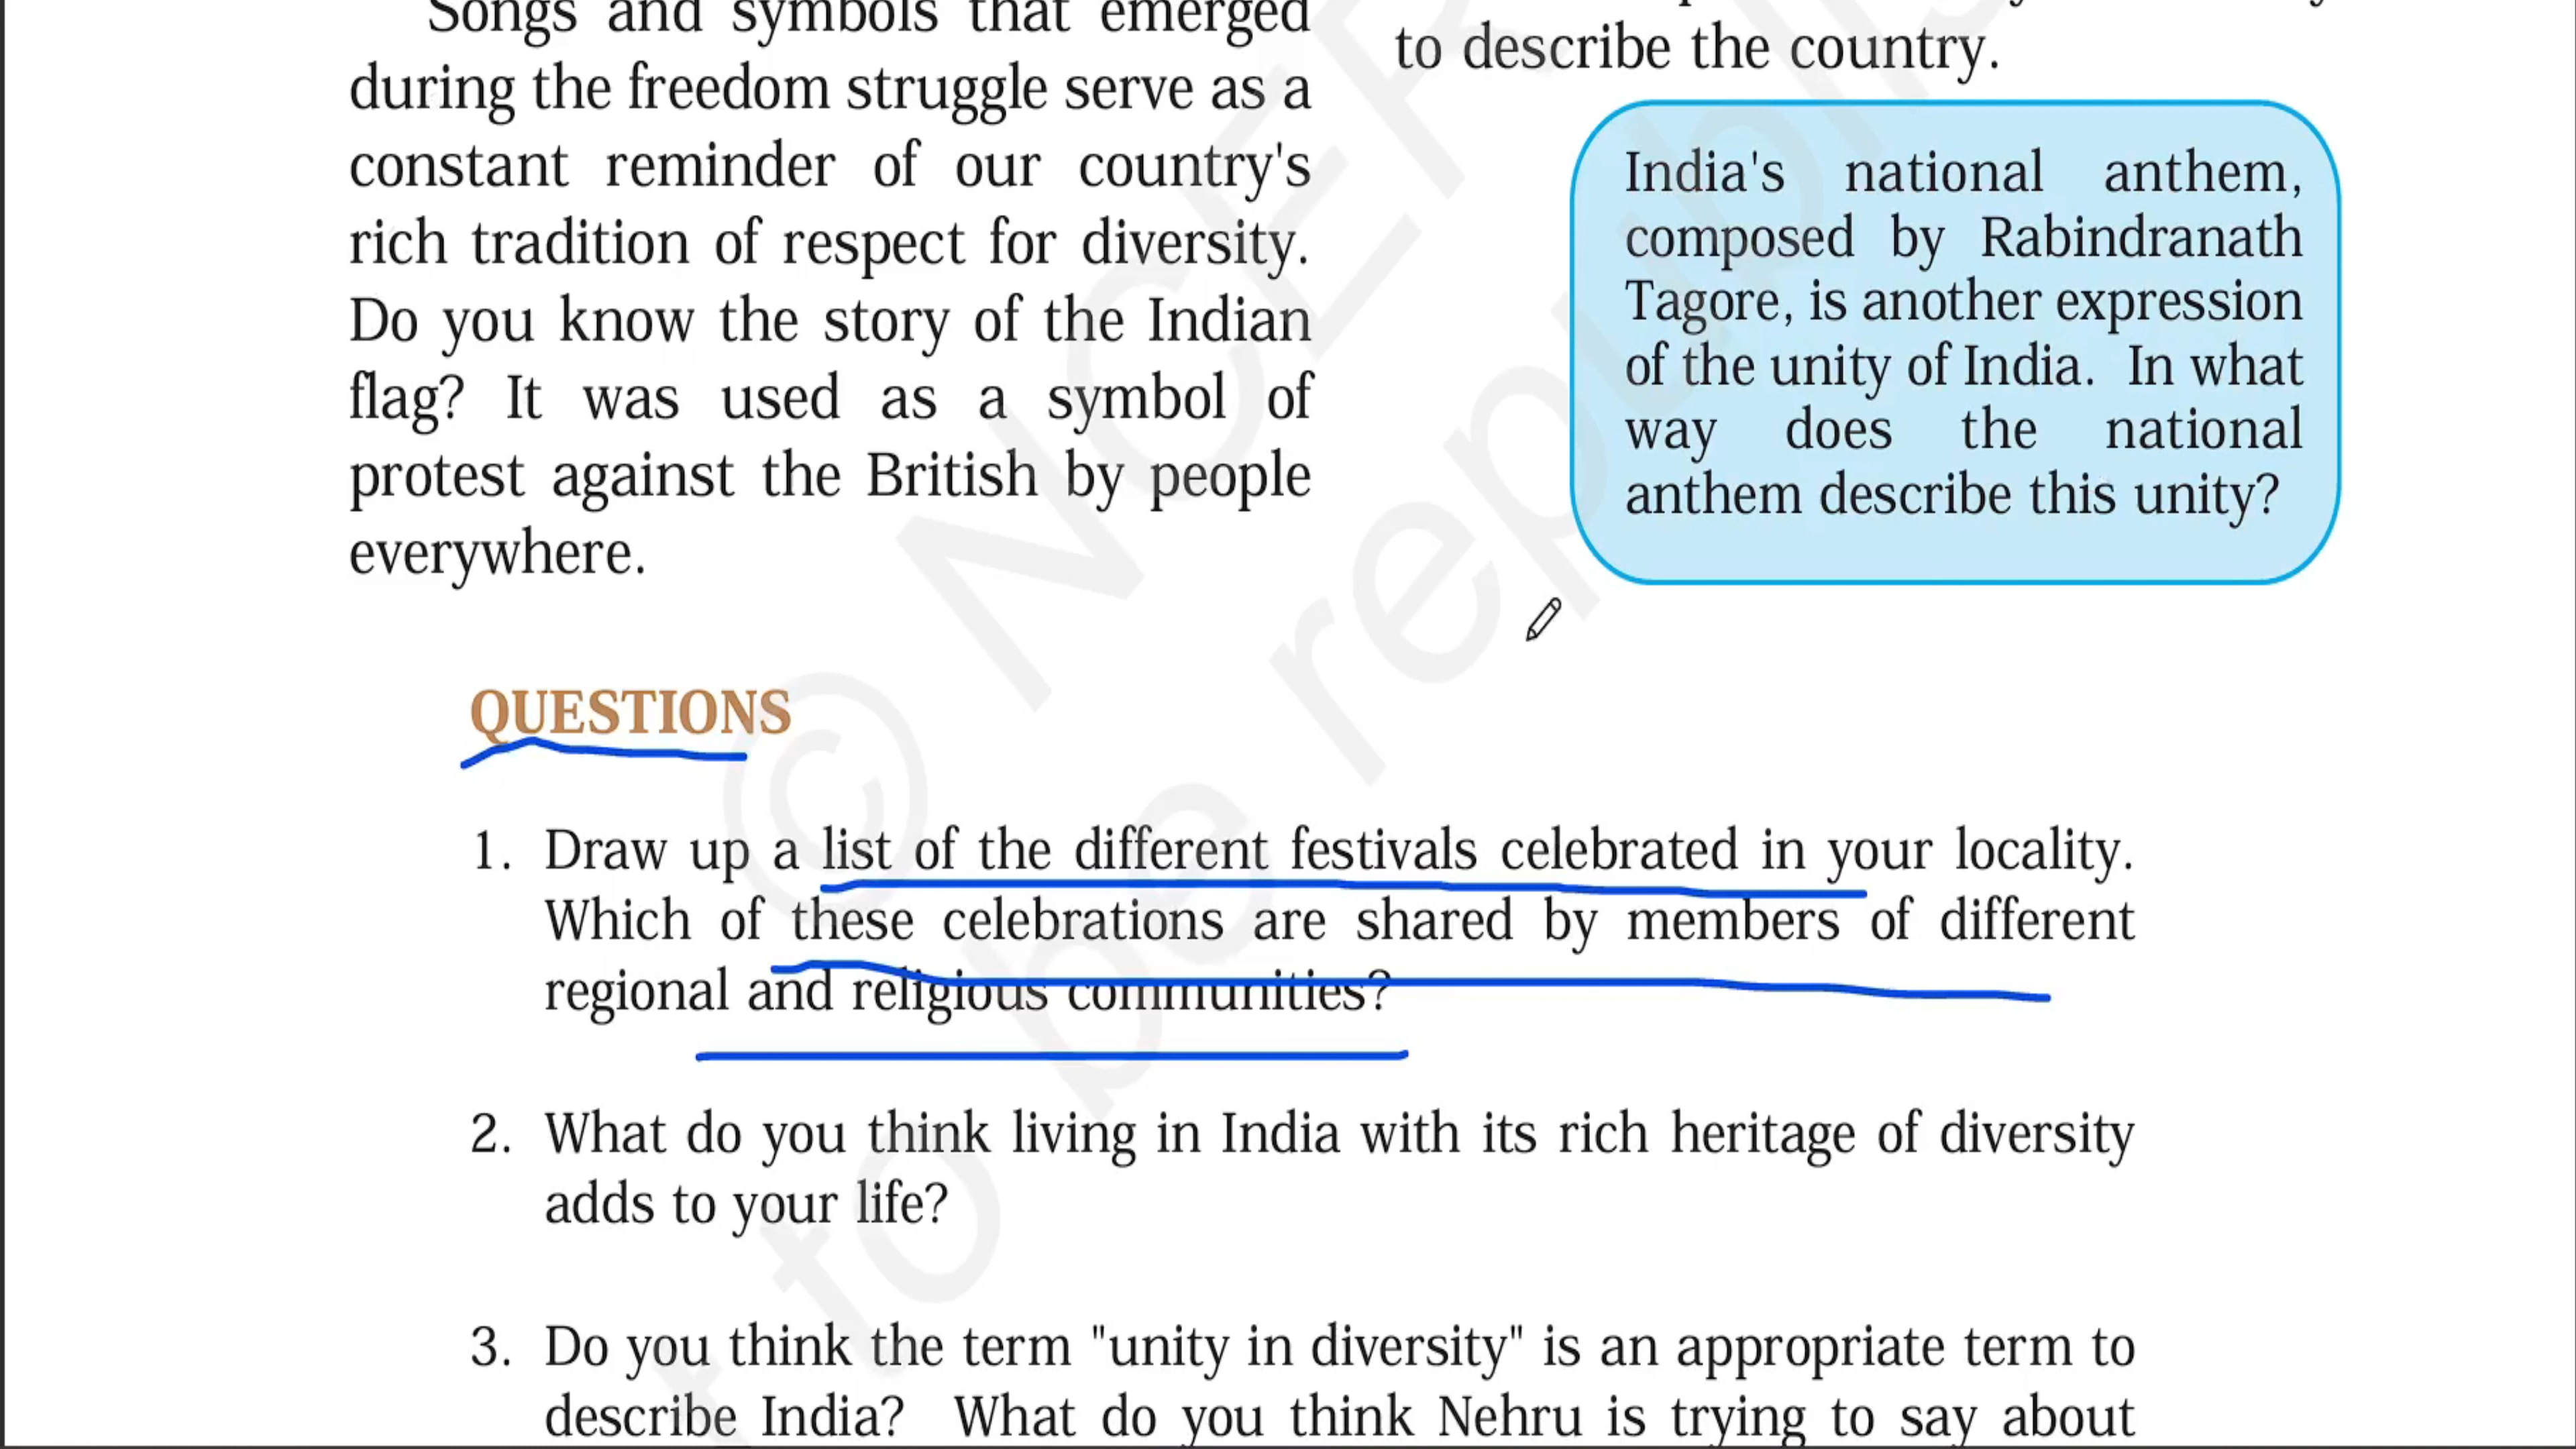 Songs and symbols that emerged
during the freedom struggle serve as a
constant reminder of our country's
rich tradition of respect for diversity.
Do you know the story of the Indian
flag? It was used as a symbol of
protest against the British by people
everywhere.
to describe the country.
India's national anthem,
composed by Rabindranath
Tagore, is another expression
of the unity of India. In what
way does the national
anthem describe this unity?
QUESTIONS
1. Draw up a list of the different festivals celebrated in your locality.
Which of these celebrations are shared by members of different
regional and religious communities?
2. What do you think living in India with its rich heritage of diversity
adds to your life?
3. Do you think the term "unity in diversity" is an appropriate term to
describe India? What do you think Nehru is trying to say about
© NCER
to be republis